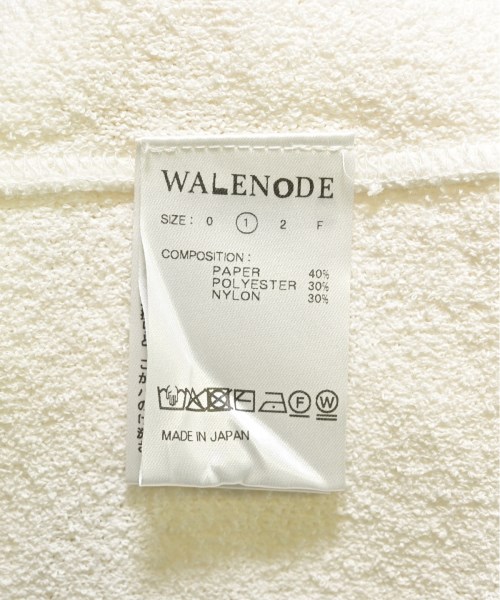 WALENODE
SIZE: 0 1 2 F
COMPOSITION:
PAPER 40%
POLYESTER 30%
NYLON 30%
F W
MADE IN JAPAN